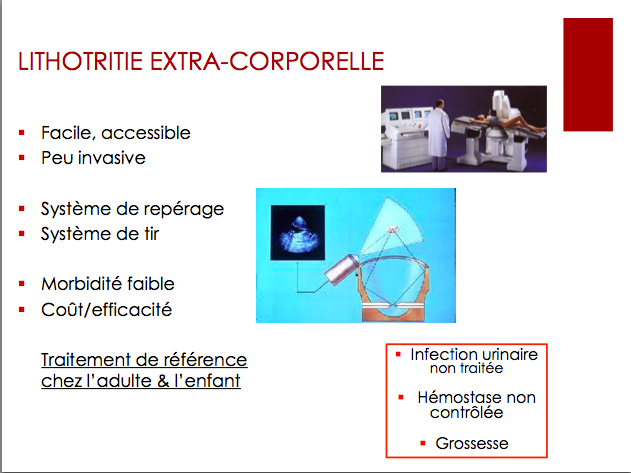 LITHOTRITIE EXTRA-CORPORELLE
Facile, accessible
Peu invasive
Système de repérage
Système de tir
Morbidité faible
Coût/efficacité
Traitement de référence
chez l'adulte & l'enfant
Infection urinaire
non traitée
Hémostase non
contrôlée
Grossesse